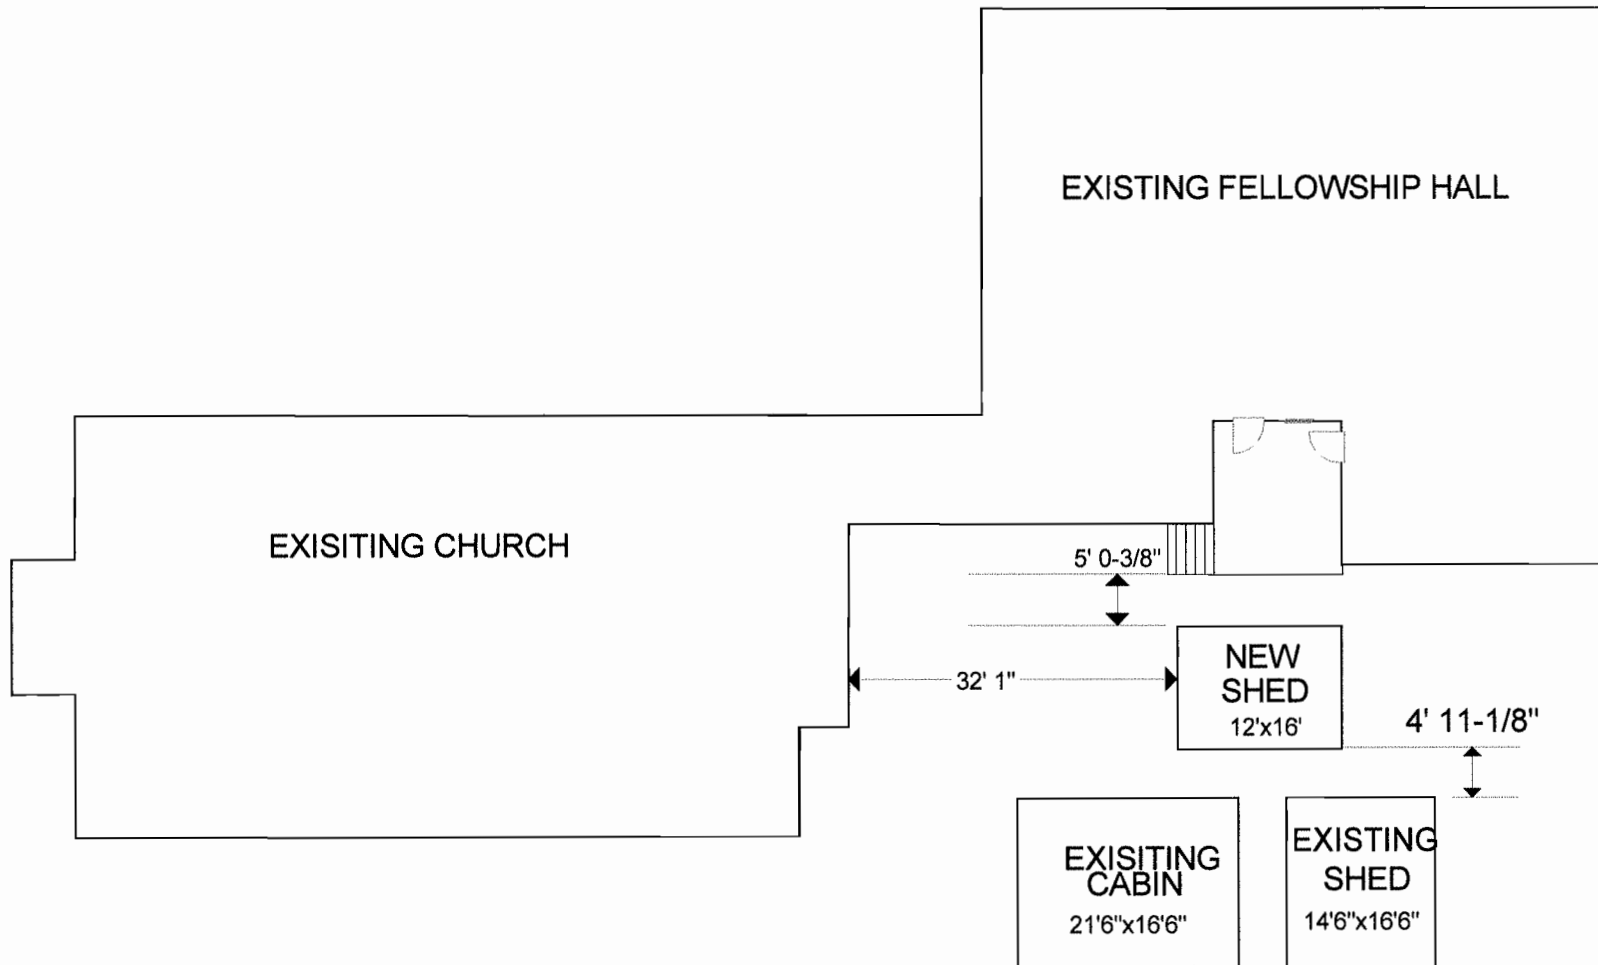 EXISTING FELLOWSHIP HALL
EXISITING CHURCH
5' 0-3/8"
32' 1"
NEW
SHED
12'x16'
4' 11-1/8"
EXISITING
CABIN
21'6"x16'6"
EXISTING
SHED
14'6"x16'6"